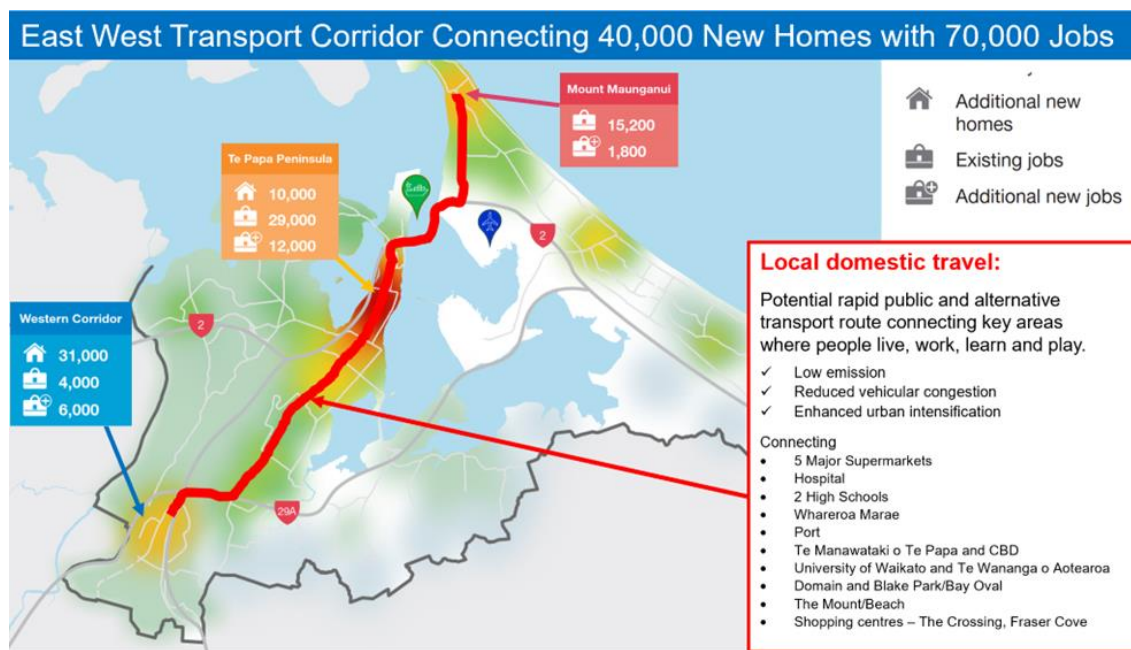 East West Transport Corridor Connecting 40,000 New Homes with 70,000 Jobs
Mount Maunganui
15,200
1,800
Additional new
homes
Existing jobs
Additional new jobs
Te Papa Peninsula
10,000
29,000
12,000
2
2
Western Corridor
31,000
4,000
6,000
29A
Local domestic travel:
Potential rapid public and alternative
transport route connecting key areas
where people live, work, learn and play.
✓ Low emission
✓ Reduced vehicular congestion
✓ Enhanced urban intensification
Connecting
• 5 Major Supermarkets
• Hospital
• 2 High Schools
• Whareroa Marae
• Port
• Te Manawataki o Te Papa and CBD
• University of Waikato and Te Wananga o Aotearoa
• Domain and Blake Park/Bay Oval
• The Mount/Beach
• Shopping centres – The Crossing, Fraser Cove